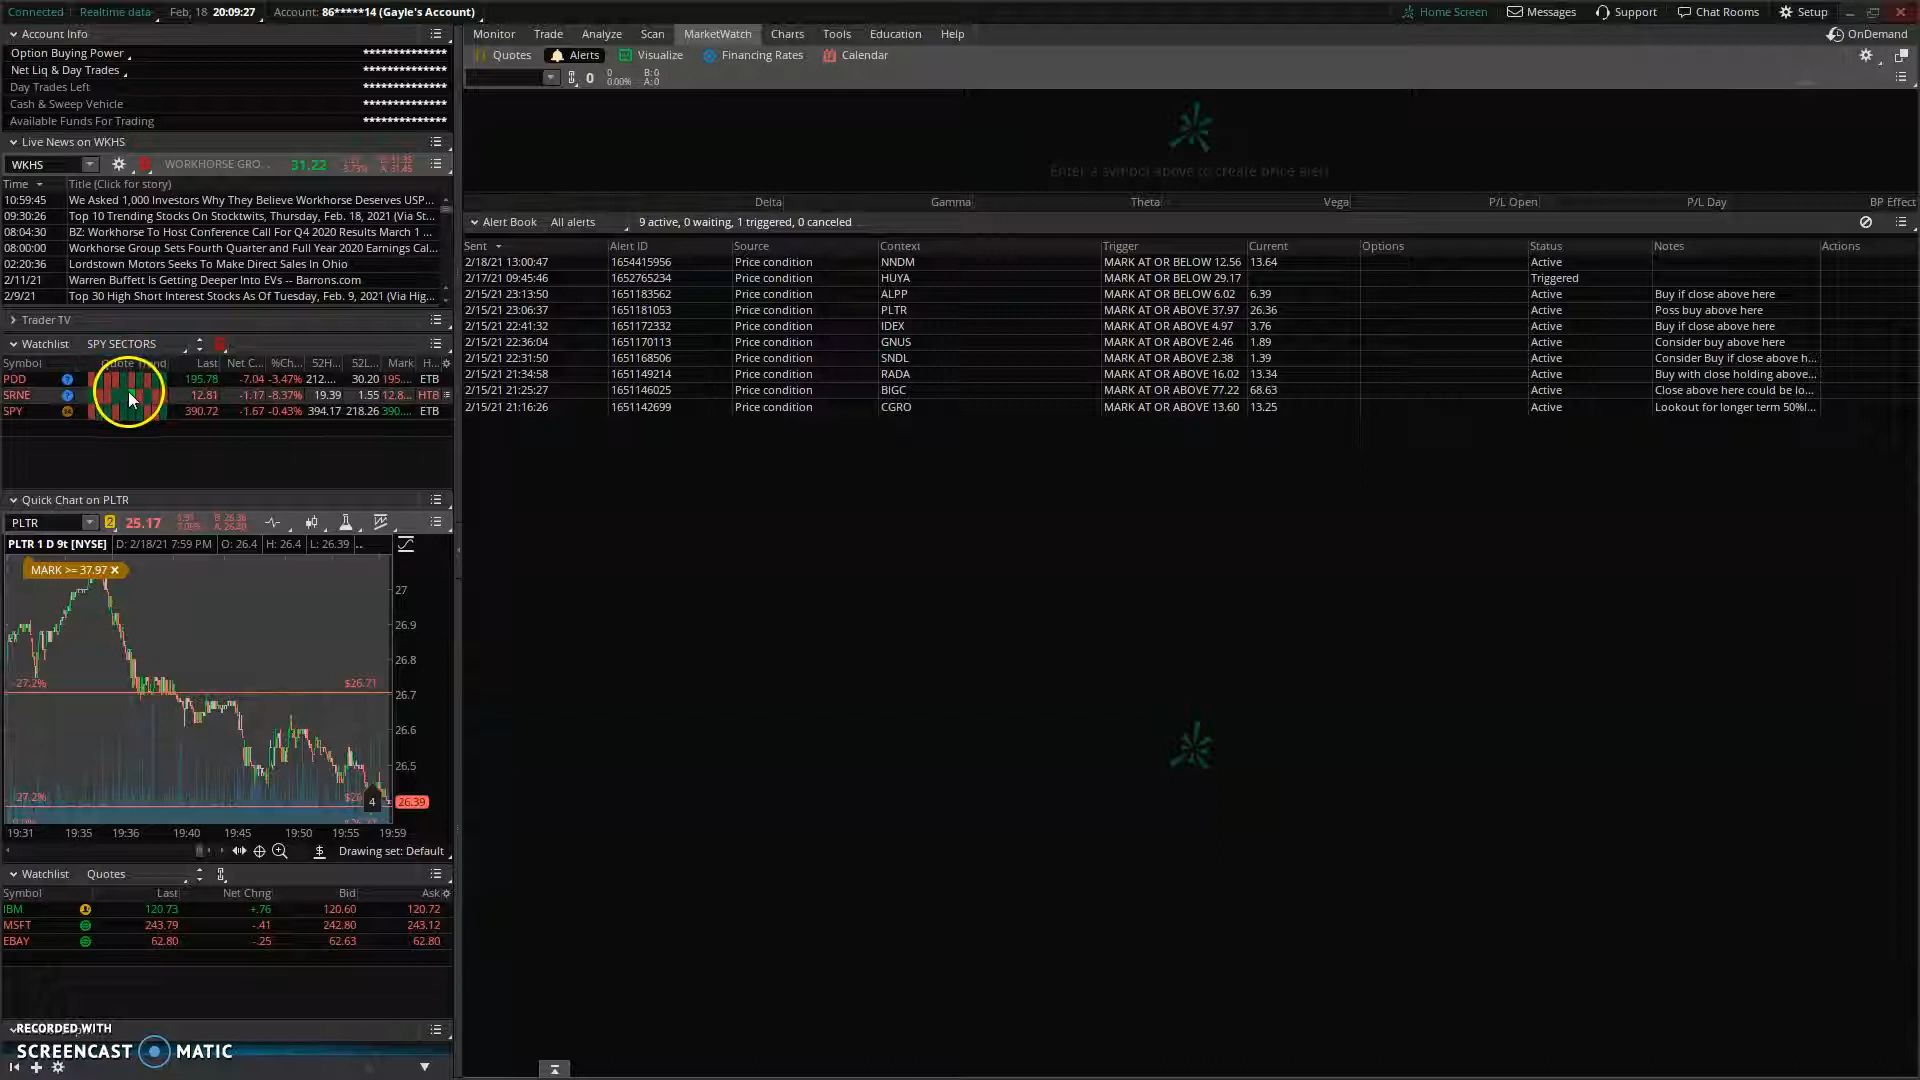 Connected Realtime data Feb, 18 20:09:27 Account: 86*****14 (Gayle's Account) Home Screen Messages Support Chat Rooms Setup
Account Info
Option Buying Power **************
Net Liq & Day Trades **************
Day Trades Left **************
Cash & Sweep Vehicle **************
Available Funds For Trading **************
Live News on WKHS
WKHS WORKHORSE GRO... 31.22
Time Title (Click for story)
10:59:45 We Asked 1,000 Investors Why They Believe Workhorse Deserves USP...
09:30:26 Top 10 Trending Stocks On Stocktwits, Thursday, Feb. 18, 2021 (Via St...
08:04:30 BZ: Workhorse To Host Conference Call For Q4 2020 Results March 1 ...
08:00:00 Workhorse Group Sets Fourth Quarter and Full Year 2020 Earnings Cal...
02:20:36 Lordstown Motors Seeks To Make Direct Sales In Ohio
2/11/21 Warren Buffett Is Getting Deeper Into EVs -- Barrons.com
2/9/21 Top 30 High Short Interest Stocks As Of Tuesday, Feb. 9, 2021 (Via Hig...
Trader TV
Watchlist SPY SECTORS
Symbol Quote Trend Last Net C... %Ch... 52H... 52L... Mark H...
PDD 195.78 -7.04 -3.47% 212.... 30.20 195.... ETB
SRNE 12.81 -1.17 -8.37% 19.39 1.55 12.8... HTB
SPY 390.72 -1.67 -0.43% 394.17 218.26 390.... ETB
Quick Chart on PLTR
PLTR 2 25.17
PLTR 1 D 9t [NYSE] D: 2/18/21 7:59 PM O: 26.4 H: 26.4 L: 26.39 ..
MARK >= 37.97
27
26.9
26.8
27.2% $26.71
26.7
26.6
26.5
27.2% 4 26.39
19:31 19:35 19:36 19:40 19:45 19:50 19:55 19:59
Drawing set: Default
Watchlist Quotes
Symbol Last Net Chng Bid Ask
IBM 120.73 +.76 120.60 120.72
MSFT 243.79 -.41 242.80 243.12
EBAY 62.80 -.25 62.63 62.80
RECORDED WITH
SCREENCAST MATIC
Monitor Trade Analyze Scan MarketWatch Charts Tools Education Help OnDemand
Quotes Alerts Visualize Financing Rates Calendar
0 0 0.00% B: 0 A: 0
Enter a symbol above to create price alert
Delta Gamma Theta Vega P/L Open P/L Day BP Effect
Alert Book All alerts 9 active, 0 waiting, 1 triggered, 0 canceled
Sent Alert ID Source Context Trigger Current Options Status Notes Actions
2/18/21 13:00:47 1654415956 Price condition NNDM MARK AT OR BELOW 12.56 13.64 Active
2/17/21 09:45:46 1652765234 Price condition HUYA MARK AT OR BELOW 29.17 Triggered
2/15/21 23:13:50 1651183562 Price condition ALPP MARK AT OR BELOW 6.02 6.39 Active Buy if close above here
2/15/21 23:06:37 1651181053 Price condition PLTR MARK AT OR ABOVE 37.97 26.36 Active Poss buy above here
2/15/21 22:41:32 1651172332 Price condition IDEX MARK AT OR ABOVE 4.97 3.76 Active Buy if close above here
2/15/21 22:36:04 1651170113 Price condition GNUS MARK AT OR ABOVE 2.46 1.89 Active Consider buy above here
2/15/21 22:31:50 1651168506 Price condition SNDL MARK AT OR ABOVE 2.38 1.39 Active Consider Buy if close above h...
2/15/21 21:34:58 1651149214 Price condition RADA MARK AT OR ABOVE 16.02 13.34 Active Buy with close holding above...
2/15/21 21:25:27 1651146025 Price condition BIGC MARK AT OR ABOVE 77.22 68.63 Active Close above here could be lo...
2/15/21 21:16:26 1651142699 Price condition CGRO MARK AT OR ABOVE 13.60 13.25 Active Lookout for longer term 50%!...